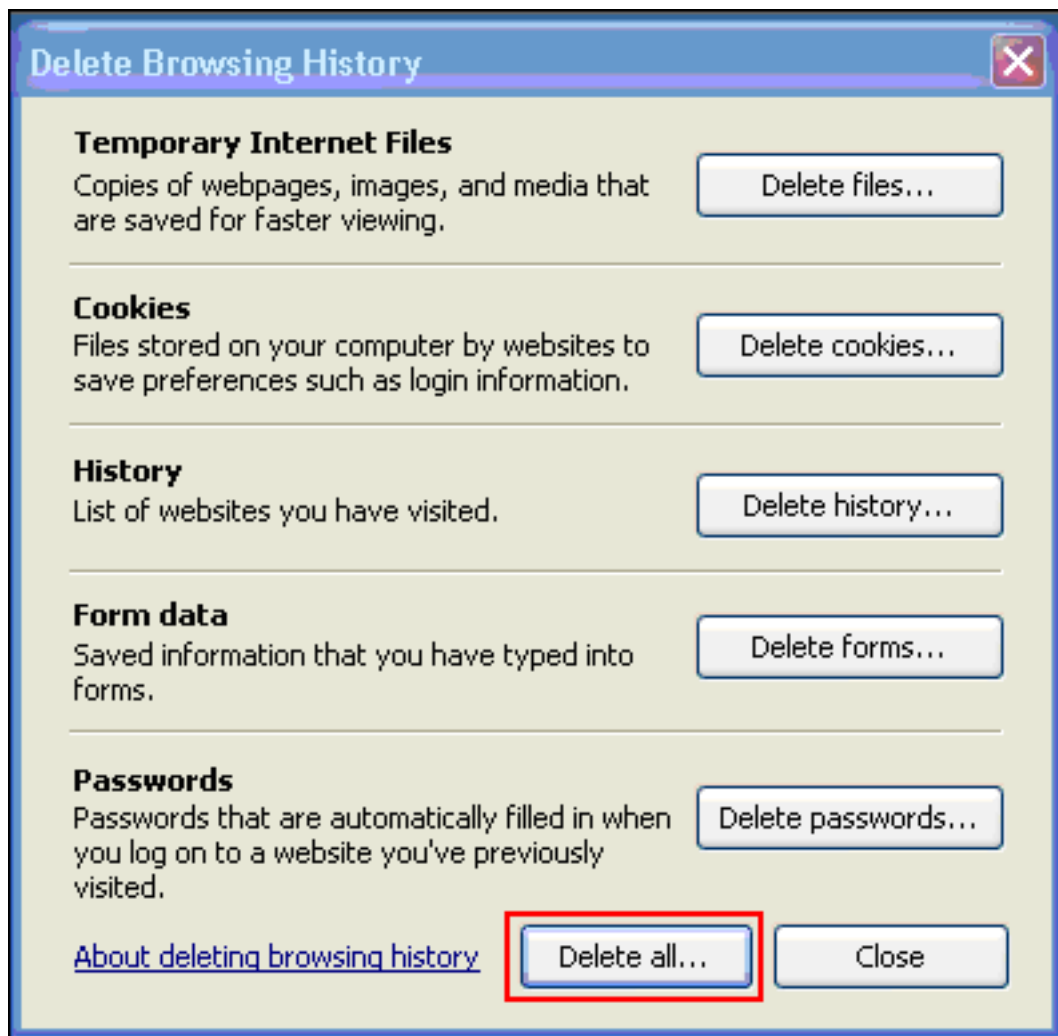 Delete Browsing History
Temporary Internet Files
Copies of webpages, images, and media that
are saved for faster viewing.
Delete files...
Cookies
Files stored on your computer by websites to
save preferences such as login information.
Delete cookies...
History
List of websites you have visited.
Delete history...
Form data
Saved information that you have typed into
forms.
Delete forms...
Passwords
Passwords that are automatically filled in when
you log on to a website you've previously
visited.
Delete passwords...
About deleting browsing history
Delete all...
Close